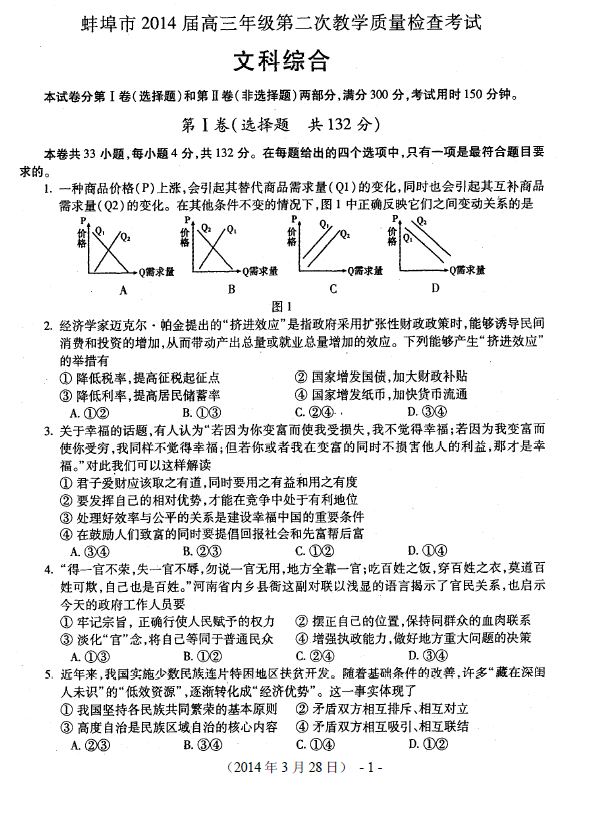 蚌埠市 2014 届高三年级第二次教学质量检查考试
文科综合
本试卷分第Ⅰ卷(选择题)和第Ⅱ卷(非选择题)两部分,满分 300 分,考试用时 150 分钟。
第Ⅰ卷(选择题 共 132 分)
本卷共 33 小题,每小题 4 分,共 132 分。在每题给出的四个选项中,只有一项是最符合题目要
求的。
1. 一种商品价格(P)上涨,会引起其替代商品需求量(Q1)的变化,同时也会引起其互补商品
需求量(Q2)的变化。在其他条件不变的情况下,图 1 中正确反映它们之间变动关系的是
P 价格 Q₁ Q₂ Q需求量
P 价格 Q₂ Q₁ Q需求量
P 价格 Q₁ Q₂ Q需求量
P 价格 Q₂ Q₁ Q需求量
A B C D
图 1
2. 经济学家迈克尔·帕金提出的“挤进效应”是指政府采用扩张性财政政策时,能够诱导民间
消费和投资的增加,从而带动产出总量或就业总量增加的效应。下列能够产生“挤进效应”
的举措有
① 降低税率,提高征税起征点 ② 国家增发国债,加大财政补贴
③ 降低利率,提高居民储蓄率 ④ 国家增发纸币,加快货币流通
A. ①② B. ①③ C. ②④ D. ③④
3. 关于幸福的话题,有人认为“若因为你变富而使我受损失,我不觉得幸福;若因为我变富而
使你受穷,我同样不觉得幸福;但若你或者我在变富的同时不损害他人的利益,那才是幸
福。”对此我们可以这样解读
① 君子爱财应该取之有道,同时要用之有益和用之有度
② 要发挥自己的相对优势,才能在竞争中处于有利地位
③ 处理好效率与公平的关系是建设幸福中国的重要条件
④ 在鼓励人们致富的同时要提倡回报社会和先富帮后富
A. ③④ B. ②③ C. ①② D. ①④
4. “得一官不荣,失一官不辱,勿说一官无用,地方全靠一官;吃百姓之饭,穿百姓之衣,莫道百
姓可欺,自己也是百姓。”河南省内乡县衙这副对联以浅显的语言揭示了官民关系,也启示
今天的政府工作人员要
① 牢记宗旨,正确行使人民赋予的权力 ② 摆正自己的位置,保持同群众的血肉联系
③ 淡化“官”念,将自己等同于普通民众 ④ 增强执政能力,做好地方重大问题的决策
A. ①③ B. ①② C. ②④ D. ③④
5. 近年来,我国实施少数民族连片特困地区扶贫开发。随着基础条件的改善,许多“藏在深闺
人未识”的“低效资源”,逐渐转化成“经济优势”。这一事实体现了
① 我国坚持各民族共同繁荣的基本原则 ② 矛盾双方相互排斥、相互对立
③ 高度自治是民族区域自治的核心内容 ④ 矛盾双方相互吸引、相互联结
A. ②③ B. ③④ C. ①④ D. ①②
(2014 年 3 月 28 日) - 1 -